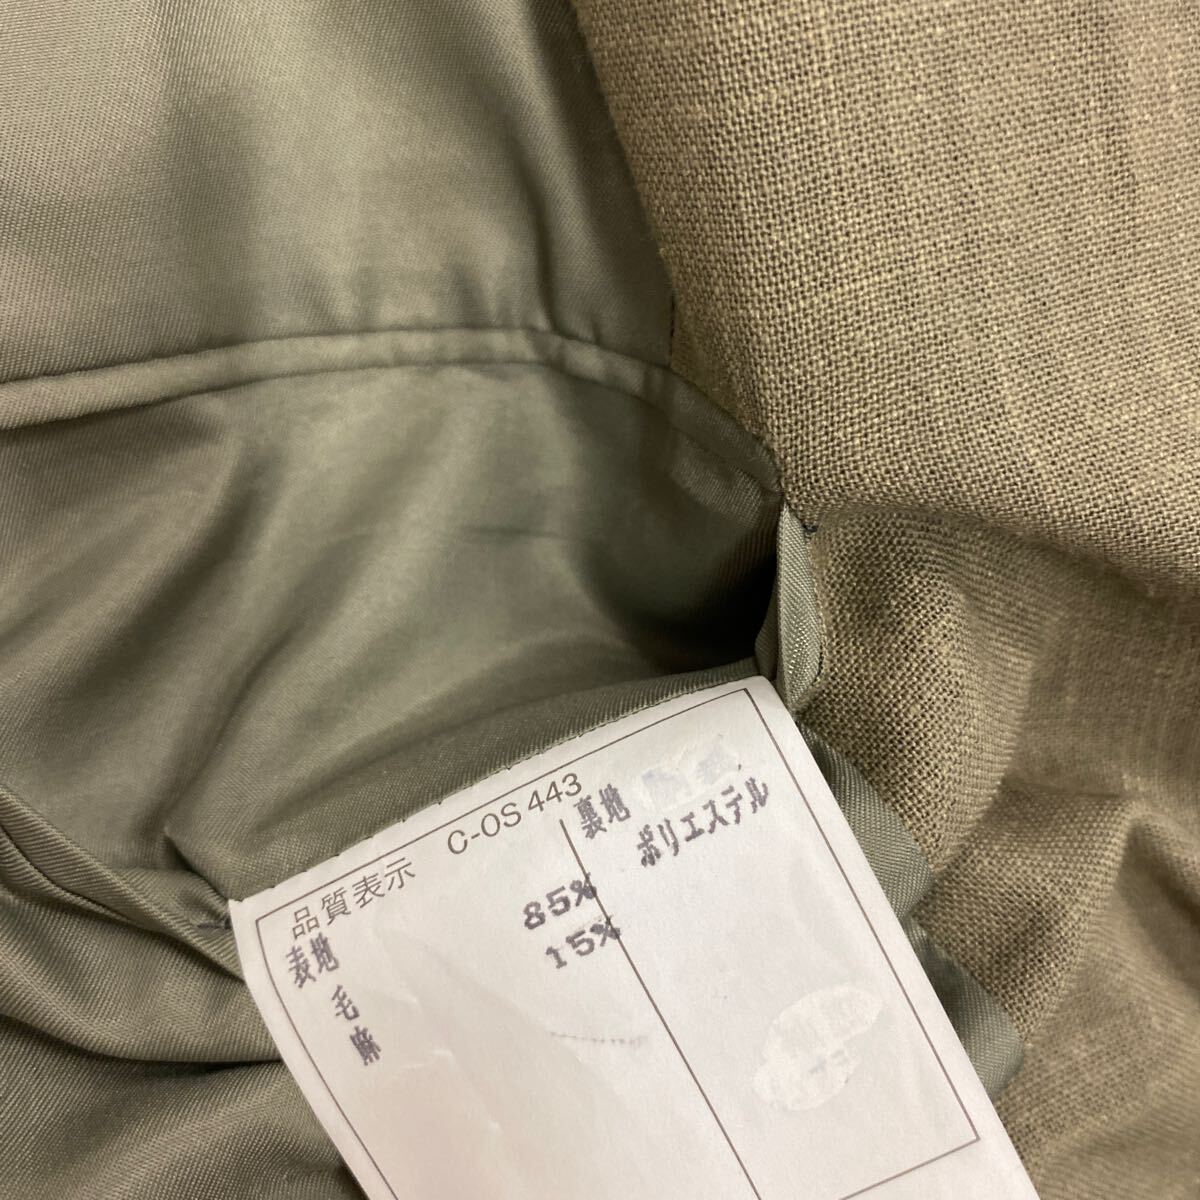 品質表示 C-OS 443
表地
毛 85%
麻 15%
裏地
ポリエステル